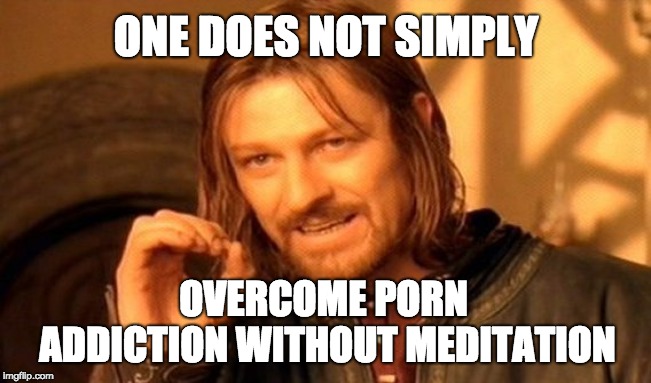 ONE DOES NOT SIMPLY
OVERCOME PORN
ADDICTION WITHOUT MEDITATION
imgflip.com